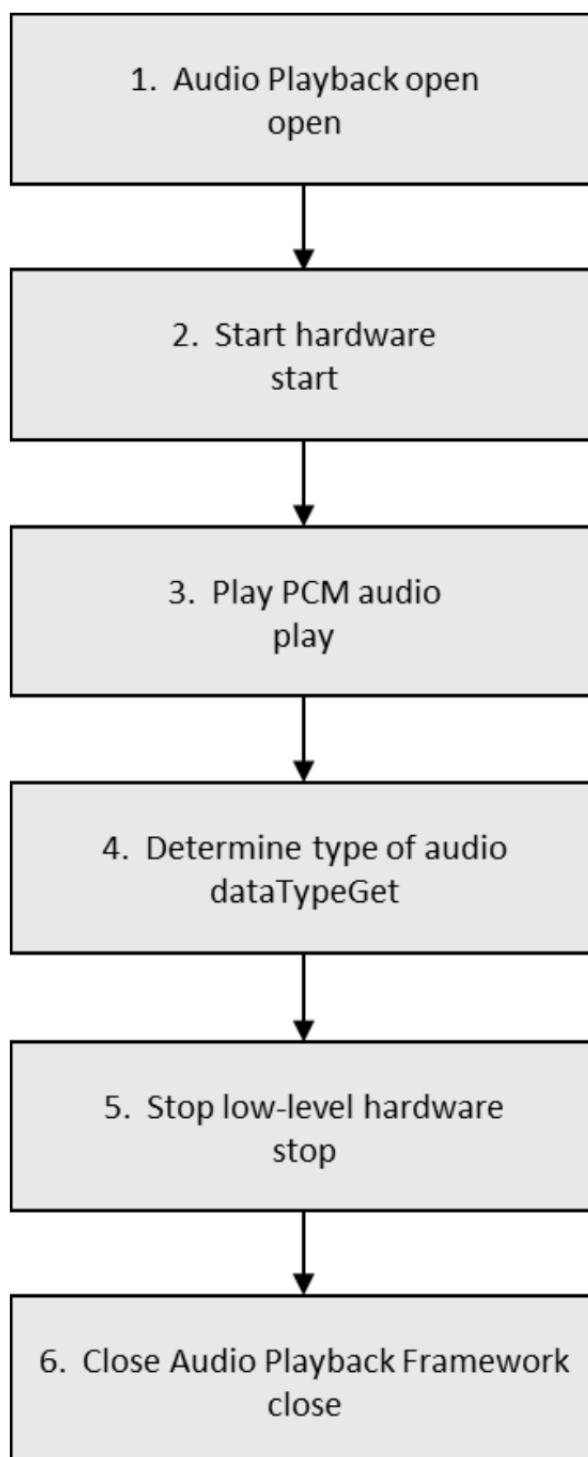 1. Audio Playback open
open
2. Start hardware
start
3. Play PCM audio
play
4. Determine type of audio
dataTypeGet
5. Stop low-level hardware
stop
6. Close Audio Playback Framework
close